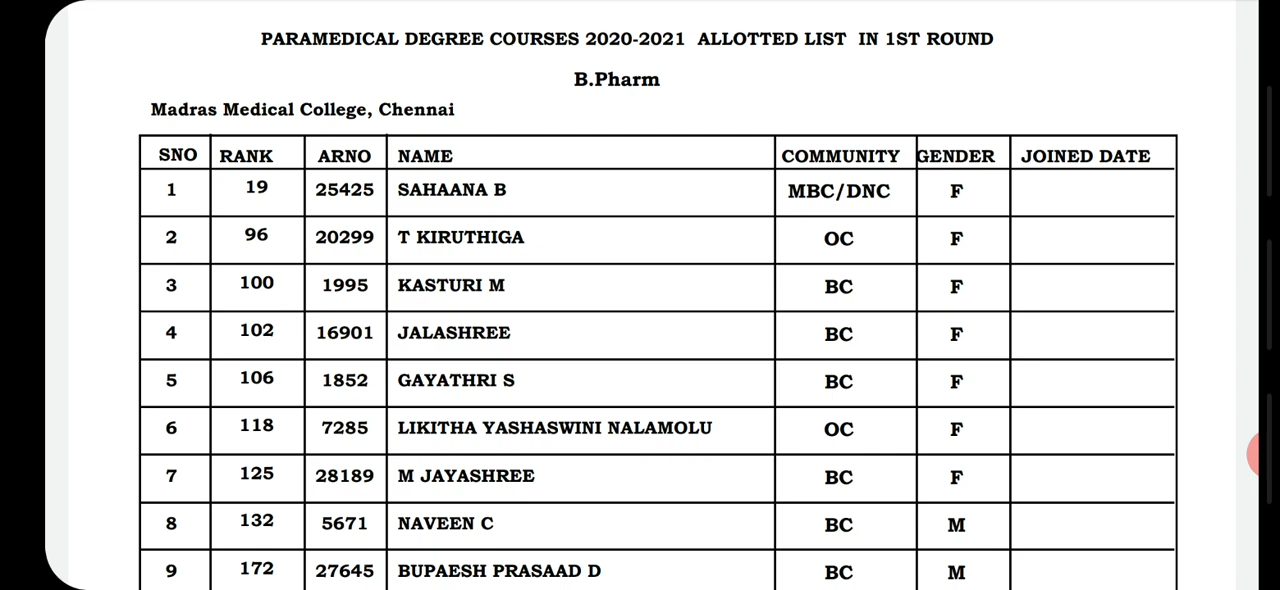 PARAMEDICAL DEGREE COURSES 2020-2021 ALLOTTED LIST IN 1ST ROUND
B.Pharm
Madras Medical College, Chennai
SNO RANK ARNO NAME COMMUNITY GENDER JOINED DATE
1 19 25425 SAHAANA B MBC/DNC F
2 96 20299 T KIRUTHIGA OC F
3 100 1995 KASTURI M BC F
4 102 16901 JALASHREE BC F
5 106 1852 GAYATHRI S BC F
6 118 7285 LIKITHA YASHASWINI NALAMOLU OC F
7 125 28189 M JAYASHREE BC F
8 132 5671 NAVEEN C BC M
9 172 27645 BUPAESH PRASAAD D BC M